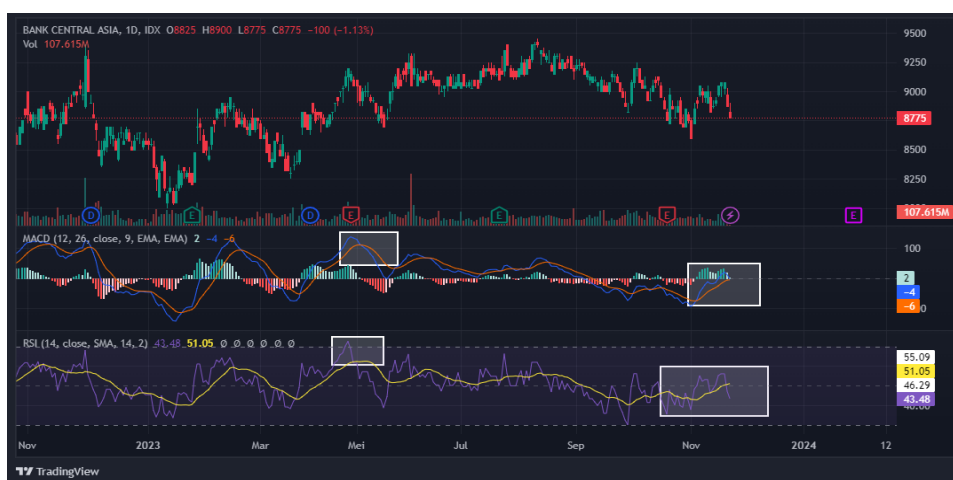 BANK CENTRAL ASIA, 1D, IDX O8825 H8900 L8775 C8775 −100 (−1.13%)
Vol 107.615M
9500
9250
9000
8775
8500
8250
D E D E E E E
107.615M
MACD (12, 26, close, 9, EMA, EMA) 2 −4 −6
100
2
−4
−6
RSI (14, close, SMA, 14, 2) 43.48 51.05 Ø Ø Ø Ø Ø Ø
55.09
51.05
46.29
43.48
Nov 2023 Mar Mei Jul Sep Nov 2024 12
TradingView